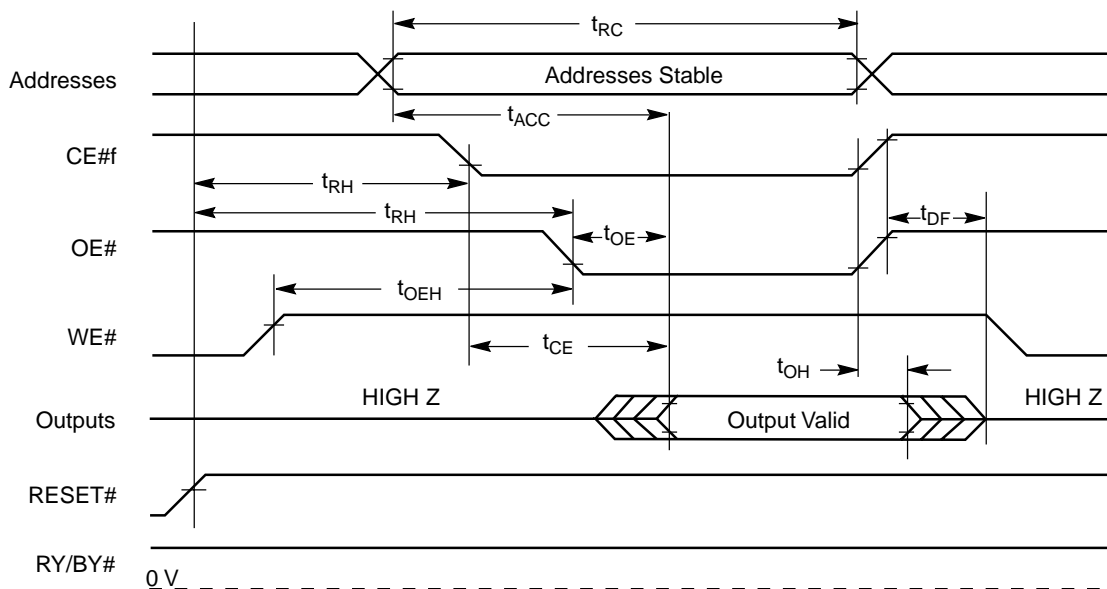 tRC
Addresses
Addresses Stable
tACC
CE#f
tRH
tRH
tDF
OE#
tOE
tOEH
WE#
tCE
tOH
HIGH Z
HIGH Z
Outputs
Output Valid
RESET#
RY/BY#
0 V